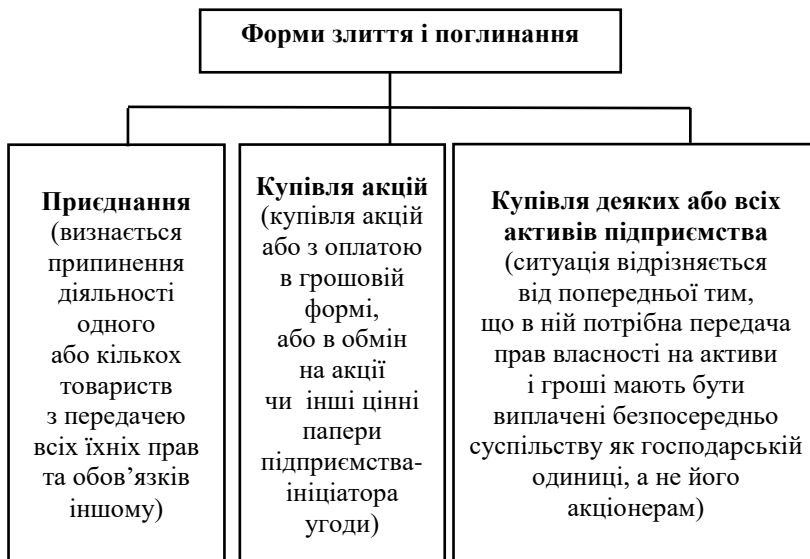 Форми злиття і поглинання
Приєднання
(визнається
припинення
діяльності
одного
або кількох
товариств
з передачею
всіх їхніх прав
та обов’язків
іншому)
Купівля акцій
(купівля акцій
або з оплатою
в грошовій
формі,
або в обмін
на акції
чи інші цінні
папери
підприємства-
ініціатора
угоди)
Купівля деяких або всіх
активів підприємства
(ситуація відрізняється
від попередньої тим,
що в ній потрібна передача
прав власності на активи
і гроші мають бути
виплачені безпосередньо
суспільству як господарській
одиниці, а не його
акціонерам)